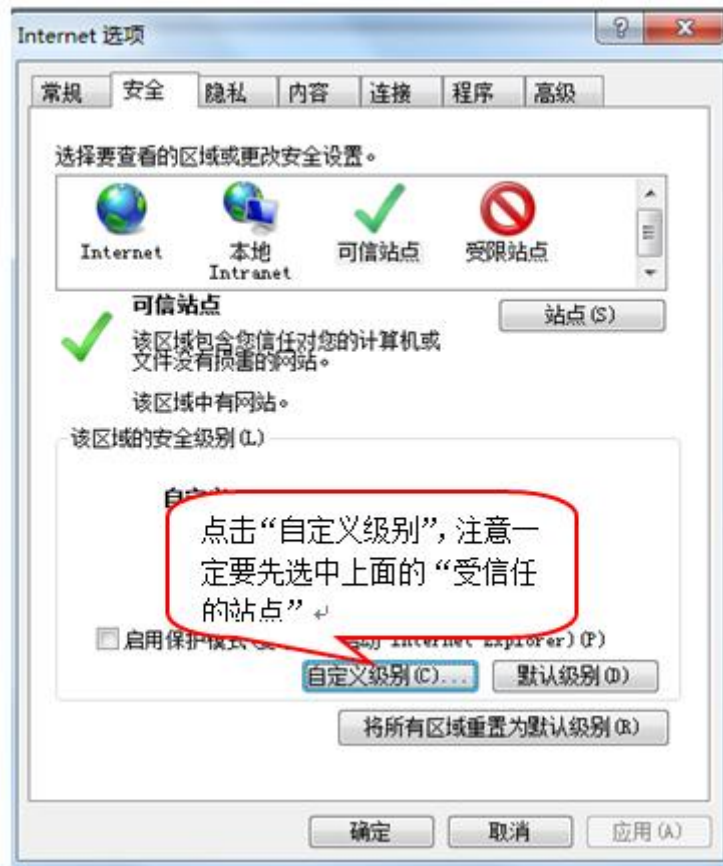 Internet 选项
常规 安全 隐私 内容 连接 程序 高级
选择要查看的区域或更改安全设置。
Internet 本地 可信站点 受限站点
Intranet
可信站点 站点(S)
该区域包含您信任对您的计算机或
文件没有损害的网站。
该区域中有网站。
该区域的安全级别(L)
点击“自定义级别”，注意一
定要先选中上面的“受信任
的站点”
启用保护模式 Internet Explorer)(P)
自定义级别(C)... 默认级别(D)
将所有区域重置为默认级别(R)
确定 取消 应用(A)